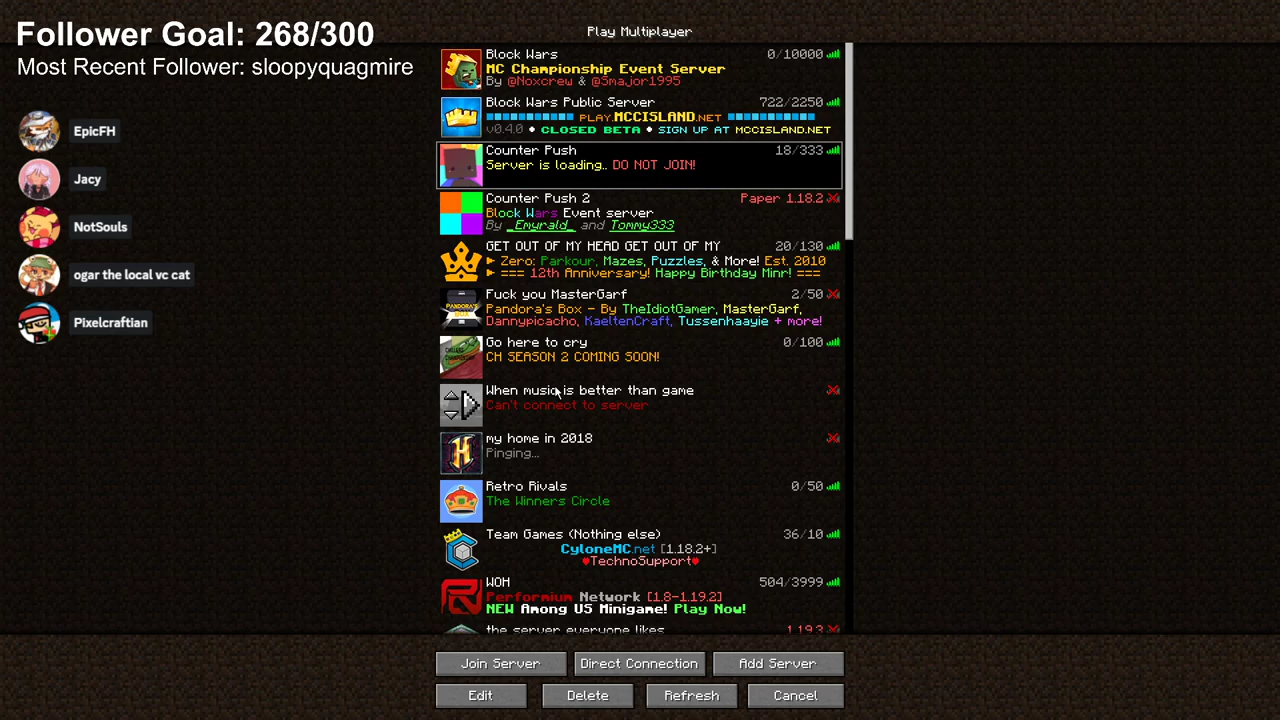 Follower Goal: 268/300
Most Recent Follower: sloopyquagmire
EpicFH
Jacy
NotSouls
ogar the local vc cat
Pixelcraftian
Play Multiplayer
Block Wars 0/10000
MC Championship Event Server
By @Noxcrew & @Smajor1995
Block Wars Public Server 722/2250
PLAY.MCCISLAND.NET
v0.4.0 • CLOSED BETA • SIGN UP AT MCCISLAND.NET
Counter Push 18/333
Server is loading.. DO NOT JOIN!
Counter Push 2 Paper 1.18.2
Block Wars Event server
By _Emyrald_ and Tommy333
GET OUT OF MY HEAD GET OUT OF MY 20/130
► Zero: Parkour, Mazes, Puzzles, & More! Est. 2010
► === 12th Anniversary! Happy Birthday Minr! ===
Fuck you MasterGarf 2/50
PANDORA'S BOX
Pandora's Box - By TheIdiotGamer, MasterGarf,
Dannypicacho, KaeltenCraft, Tussenhaayie + more!
Go here to cry 0/100
CH SEASON 2 COMING SOON!
When music is better than game
Can't connect to server
my home in 2018
Pinging...
Retro Rivals 0/50
The Winners Circle
Team Games (Nothing else) 36/10
CyloneMC.net [1.18.2+]
♥TechnoSupport♥
WOH 504/3999
Performium Network [1.8-1.19.2]
NEW Among US Minigame! Play Now!
the server everyone likes 1.19.3
Join Server
Direct Connection
Add Server
Edit
Delete
Refresh
Cancel